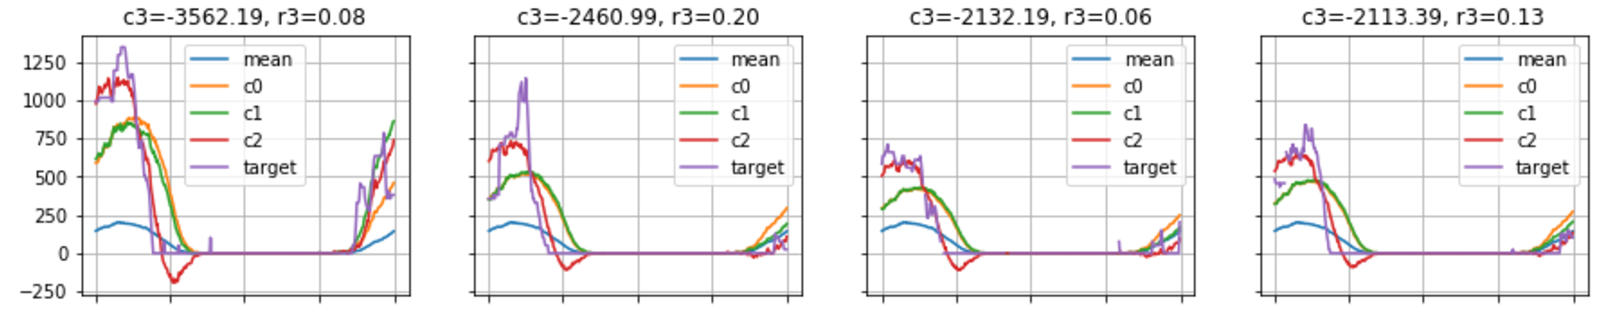 c3=-3562.19, r3=0.08
c3=-2460.99, r3=0.20
c3=-2132.19, r3=0.06
c3=-2113.39, r3=0.13
1250
1000
750
500
250
0
−250
mean
c0
c1
c2
target
mean
c0
c1
c2
target
mean
c0
c1
c2
target
mean
c0
c1
c2
target